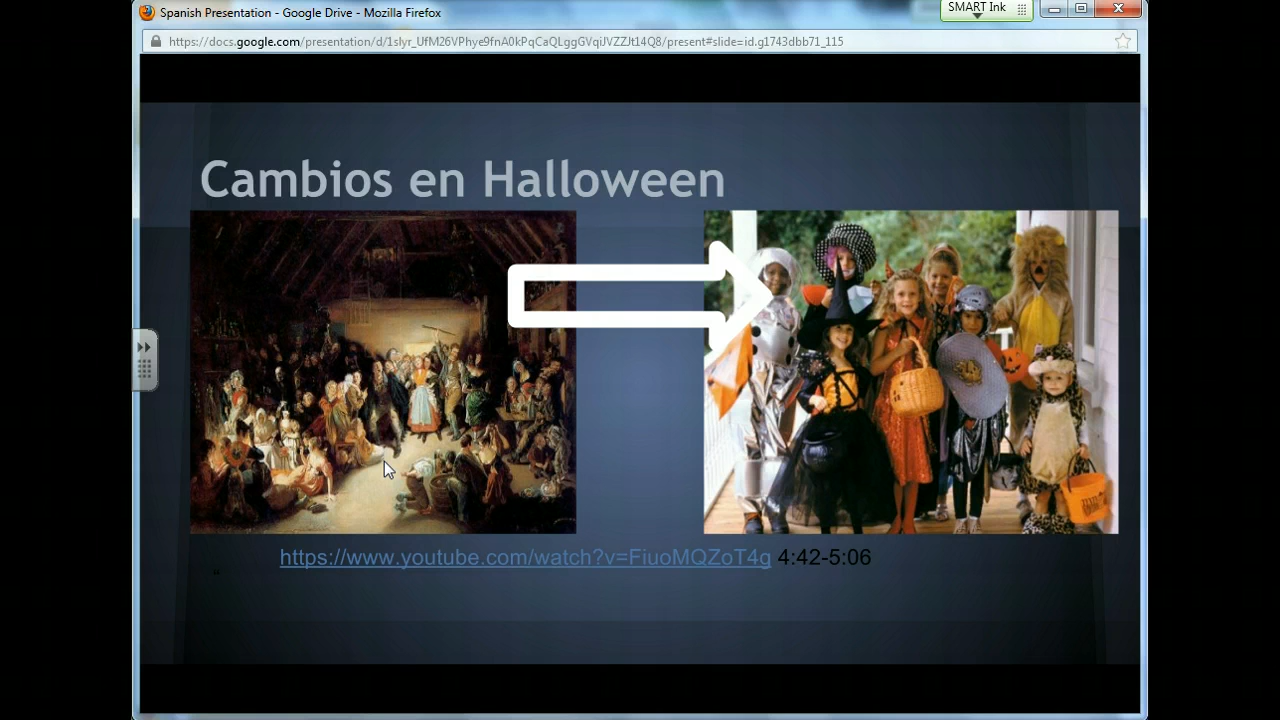 Spanish Presentation - Google Drive - Mozilla Firefox
SMART Ink
https://docs.google.com/presentation/d/1slyr_UfM26VPhye9fnA0kPqCaQLggGVqiJVZZJt14Q8/present#slide=id.g1743dbb71_115
Cambios en Halloween
https://www.youtube.com/watch?v=FiuoMQZoT4g 4:42-5:06